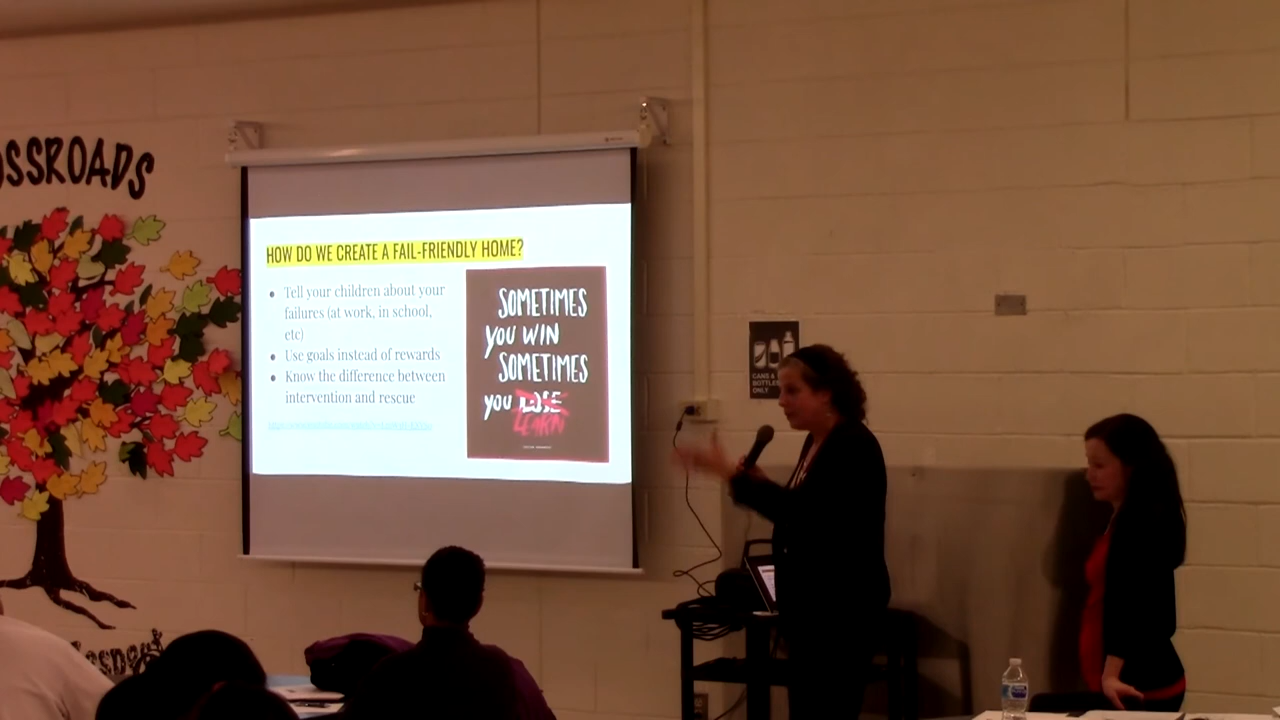 OSSROADS
HOW DO WE CREATE A FAIL-FRIENDLY HOME?
● Tell your children about your
failures (at work, in school,
etc)
● Use goals instead of rewards
● Know the difference between
intervention and rescue
SOMETIMES
YOU WIN
SOMETIMES
YOU LOSE
LEARN
CANS &
BOTTLES
ONLY